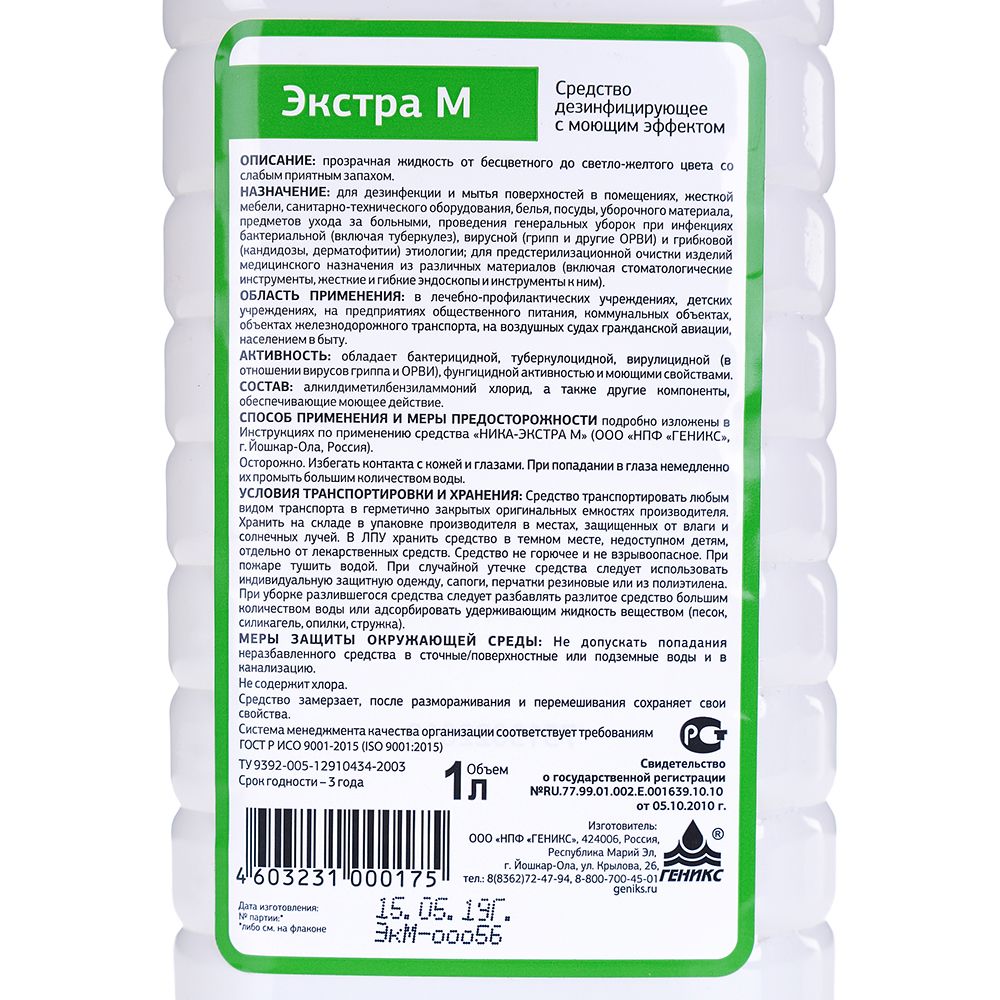 Экстра М
Средство
дезинфицирующее
с моющим эффектом
ОПИСАНИЕ: прозрачная жидкость от бесцветного до светло-желтого цвета со
слабым приятным запахом.
НАЗНАЧЕНИЕ: для дезинфекции и мытья поверхностей в помещениях, жесткой
мебели, санитарно-технического оборудования, белья, посуды, уборочного материала,
предметов ухода за больными, проведения генеральных уборок при инфекциях
бактериальной (включая туберкулез), вирусной (грипп и другие ОРВИ) и грибковой
(кандидозы, дерматофитии) этиологии; для предстерилизационной очистки изделий
медицинского назначения из различных материалов (включая стоматологические
инструменты, жесткие и гибкие эндоскопы и инструменты к ним).
ОБЛАСТЬ ПРИМЕНЕНИЯ: в лечебно-профилактических учреждениях, детских
учреждениях, на предприятиях общественного питания, коммунальных объектах,
объектах железнодорожного транспорта, на воздушных судах гражданской авиации,
населением в быту.
АКТИВНОСТЬ: обладает бактерицидной, туберкулоцидной, вирулицидной (в
отношении вирусов гриппа и ОРВИ), фунгицидной активностью и моющими свойствами.
СОСТАВ: алкилдиметилбензиламмоний хлорид, а также другие компоненты,
обеспечивающие моющее действие.
СПОСОБ ПРИМЕНЕНИЯ И МЕРЫ ПРЕДОСТОРОЖНОСТИ подробно изложены в
Инструкциях по применению средства «НИКА-ЭКСТРА М» (ООО «НПФ «ГЕНИКС»,
г. Йошкар-Ола, Россия).
Осторожно. Избегать контакта с кожей и глазами. При попадании в глаза немедленно
их промыть большим количеством воды.
УСЛОВИЯ ТРАНСПОРТИРОВКИ И ХРАНЕНИЯ: Средство транспортировать любым
видом транспорта в герметично закрытых оригинальных емкостях производителя.
Хранить на складе в упаковке производителя в местах, защищенных от влаги и
солнечных лучей. В ЛПУ хранить средство в темном месте, недоступном детям,
отдельно от лекарственных средств. Средство не горючее и не взрывоопасное. При
пожаре тушить водой. При случайной утечке средства следует использовать
индивидуальную защитную одежду, сапоги, перчатки резиновые или из полиэтилена.
При уборке разлившегося средства следует разбавлять разлитое средство большим
количеством воды или адсорбировать удерживающим жидкость веществом (песок,
силикагель, опилки, стружка).
МЕРЫ ЗАЩИТЫ ОКРУЖАЮЩЕЙ СРЕДЫ: Не допускать попадания
неразбавленного средства в сточные/поверхностные или подземные воды и в
канализацию.
Не содержит хлора.
Средство замерзает, после размораживания и перемешивания сохраняет свои
свойства.
Система менеджмента качества организации соответствует требованиям
ГОСТ Р ИСО 9001-2015 (ISO 9001:2015)
РСТ
ТУ 9392-005-12910434-2003
Срок годности – 3 года
1 Объем
л
Свидетельство
о государственной регистрации
№RU.77.99.01.002.Е.001639.10.10
от 05.10.2010 г.
4 603231 000175
Изготовитель:
ООО «НПФ «ГЕНИКС», 424006, Россия,
Республика Марий Эл,
г. Йошкар-Ола, ул. Крылова, 26,
тел.: 8(8362)72-47-94, 8-800-700-45-01
geniks.ru
®
ГЕНИКС
Дата изготовления:
№ партии:*
*либо см. на флаконе
15.05.19Г.
ЭкМ-00056